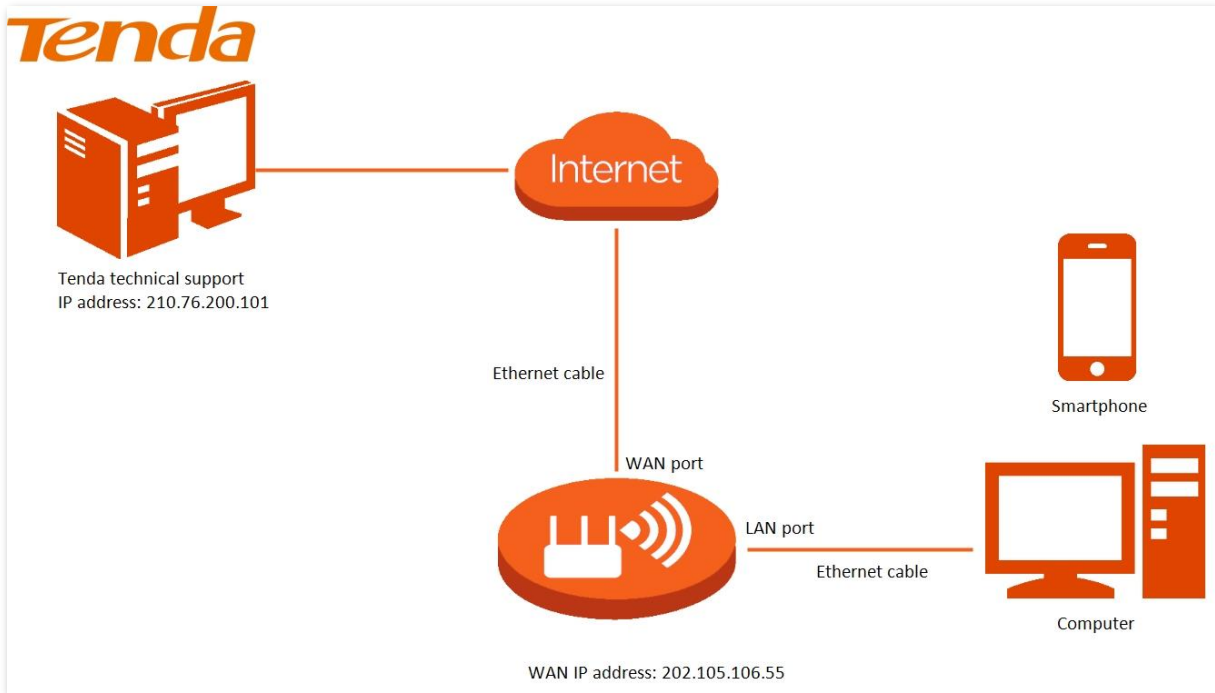 Tenda
Internet
Tenda technical support
IP address: 210.76.200.101
Ethernet cable
Smartphone
WAN port
LAN port
Ethernet cable
Computer
WAN IP address: 202.105.106.55